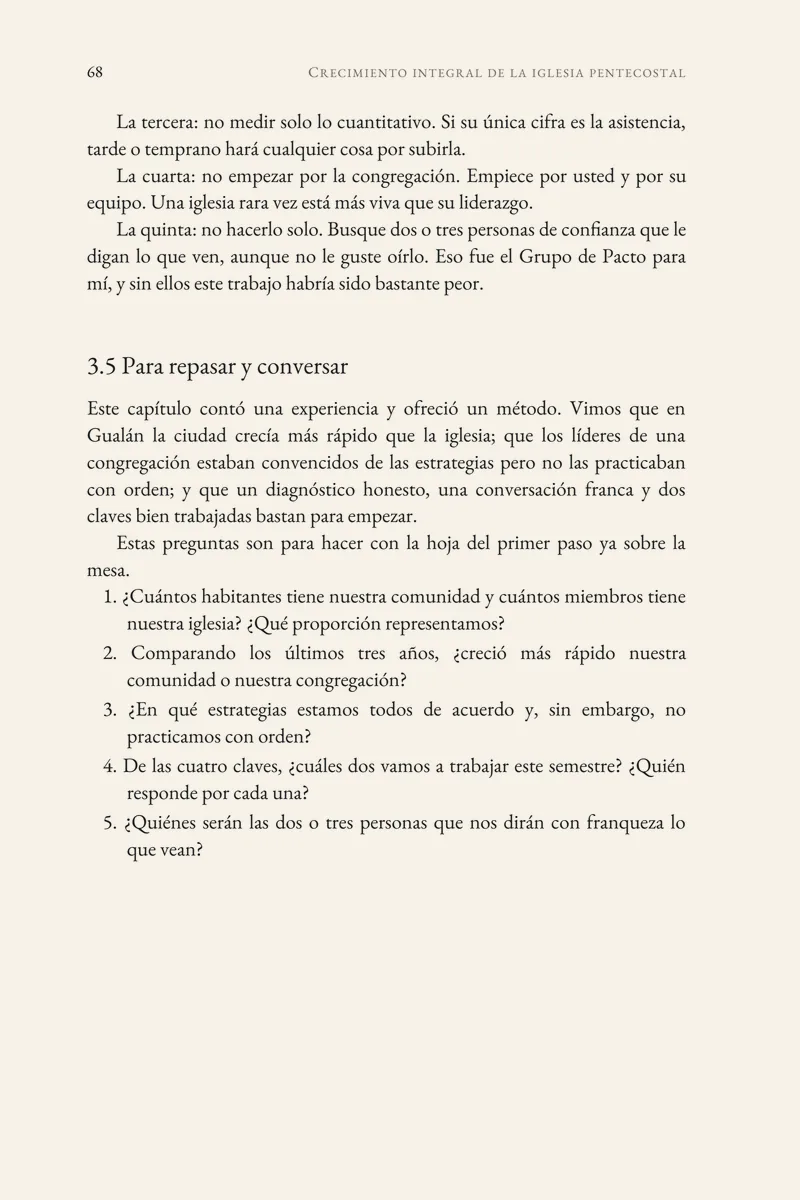 68 CRECIMIENTO INTEGRAL DE LA IGLESIA PENTECOSTAL
La tercera: no medir solo lo cuantitativo. Si su única cifra es la asistencia,
tarde o temprano hará cualquier cosa por subirla.
La cuarta: no empezar por la congregación. Empiece por usted y por su
equipo. Una iglesia rara vez está más viva que su liderazgo.
La quinta: no hacerlo solo. Busque dos o tres personas de confianza que le
digan lo que ven, aunque no le guste oírlo. Eso fue el Grupo de Pacto para
mí, y sin ellos este trabajo habría sido bastante peor.
3.5 Para repasar y conversar
Este capítulo contó una experiencia y ofreció un método. Vimos que en
Gualán la ciudad crecía más rápido que la iglesia; que los líderes de una
congregación estaban convencidos de las estrategias pero no las practicaban
con orden; y que un diagnóstico honesto, una conversación franca y dos
claves bien trabajadas bastan para empezar.
Estas preguntas son para hacer con la hoja del primer paso ya sobre la
mesa.
1. ¿Cuántos habitantes tiene nuestra comunidad y cuántos miembros tiene
nuestra iglesia? ¿Qué proporción representamos?
2. Comparando los últimos tres años, ¿creció más rápido nuestra
comunidad o nuestra congregación?
3. ¿En qué estrategias estamos todos de acuerdo y, sin embargo, no
practicamos con orden?
4. De las cuatro claves, ¿cuáles dos vamos a trabajar este semestre? ¿Quién
responde por cada una?
5. ¿Quiénes serán las dos o tres personas que nos dirán con franqueza lo
que vean?